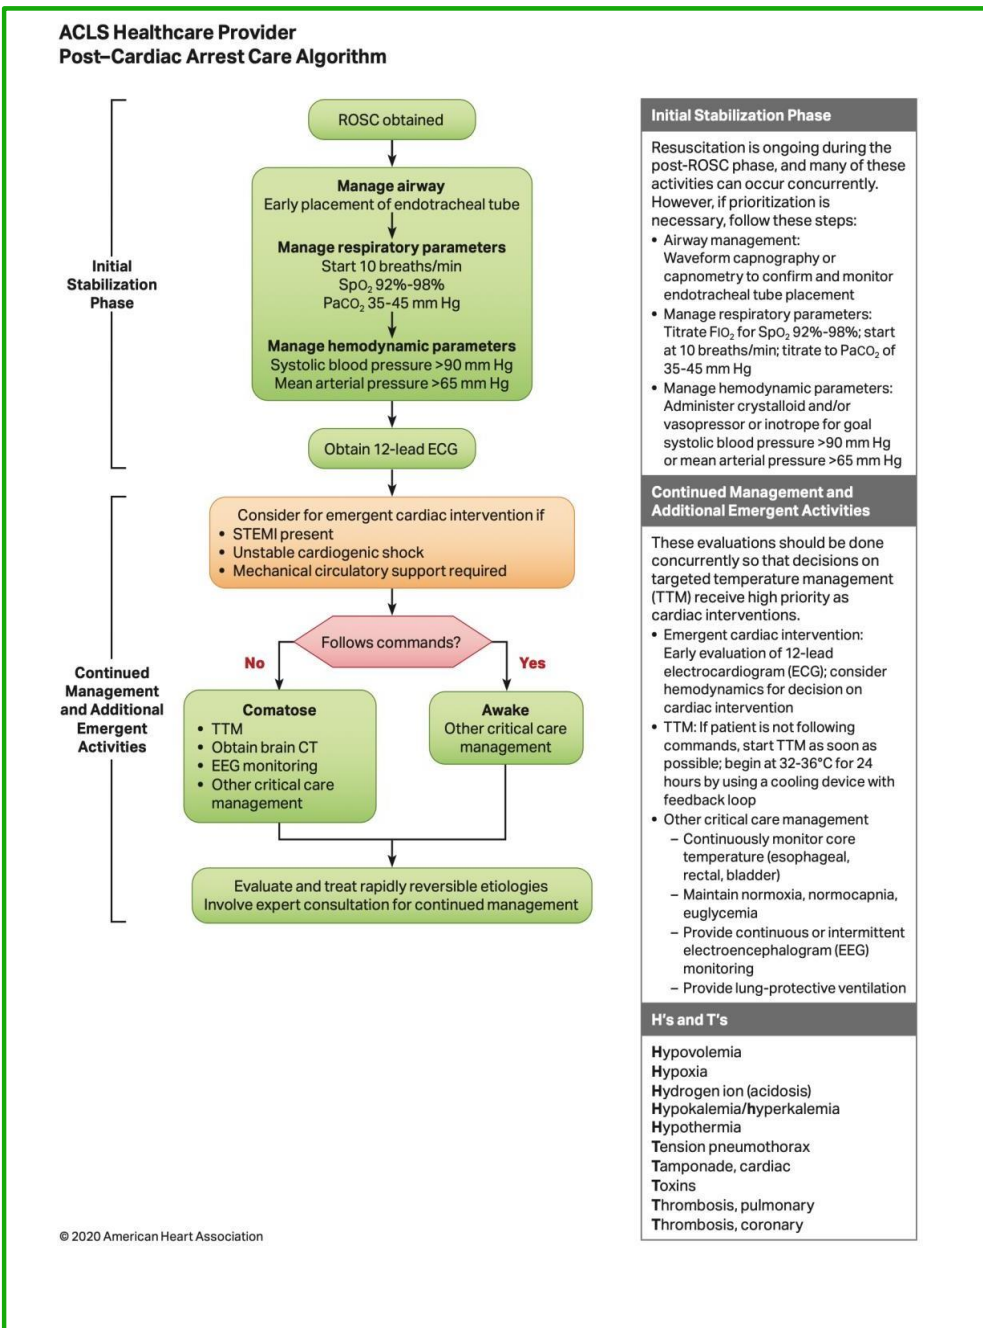 ACLS Healthcare Provider
Post–Cardiac Arrest Care Algorithm
Initial
Stabilization
Phase
ROSC obtained
Manage airway
Early placement of endotracheal tube
Manage respiratory parameters
Start 10 breaths/min
SpO₂ 92%-98%
PaCO₂ 35-45 mm Hg
Manage hemodynamic parameters
Systolic blood pressure >90 mm Hg
Mean arterial pressure >65 mm Hg
Obtain 12-lead ECG
Continued
Management
and Additional
Emergent
Activities
Consider for emergent cardiac intervention if
• STEMI present
• Unstable cardiogenic shock
• Mechanical circulatory support required
Follows commands?
No
Yes
Comatose
• TTM
• Obtain brain CT
• EEG monitoring
• Other critical care
management
Awake
Other critical care
management
Evaluate and treat rapidly reversible etiologies
Involve expert consultation for continued management
Initial Stabilization Phase
Resuscitation is ongoing during the
post-ROSC phase, and many of these
activities can occur concurrently.
However, if prioritization is
necessary, follow these steps:
• Airway management:
Waveform capnography or
capnometry to confirm and monitor
endotracheal tube placement
• Manage respiratory parameters:
Titrate FIO₂ for SpO₂ 92%-98%; start
at 10 breaths/min; titrate to PaCO₂ of
35-45 mm Hg
• Manage hemodynamic parameters:
Administer crystalloid and/or
vasopressor or inotrope for goal
systolic blood pressure >90 mm Hg
or mean arterial pressure >65 mm Hg
Continued Management and
Additional Emergent Activities
These evaluations should be done
concurrently so that decisions on
targeted temperature management
(TTM) receive high priority as
cardiac interventions.
• Emergent cardiac intervention:
Early evaluation of 12-lead
electrocardiogram (ECG); consider
hemodynamics for decision on
cardiac intervention
• TTM: If patient is not following
commands, start TTM as soon as
possible; begin at 32-36°C for 24
hours by using a cooling device with
feedback loop
• Other critical care management
– Continuously monitor core
temperature (esophageal,
rectal, bladder)
– Maintain normoxia, normocapnia,
euglycemia
– Provide continuous or intermittent
electroencephalogram (EEG)
monitoring
– Provide lung-protective ventilation
H's and T's
Hypovolemia
Hypoxia
Hydrogen ion (acidosis)
Hypokalemia/hyperkalemia
Hypothermia
Tension pneumothorax
Tamponade, cardiac
Toxins
Thrombosis, pulmonary
Thrombosis, coronary
© 2020 American Heart Association